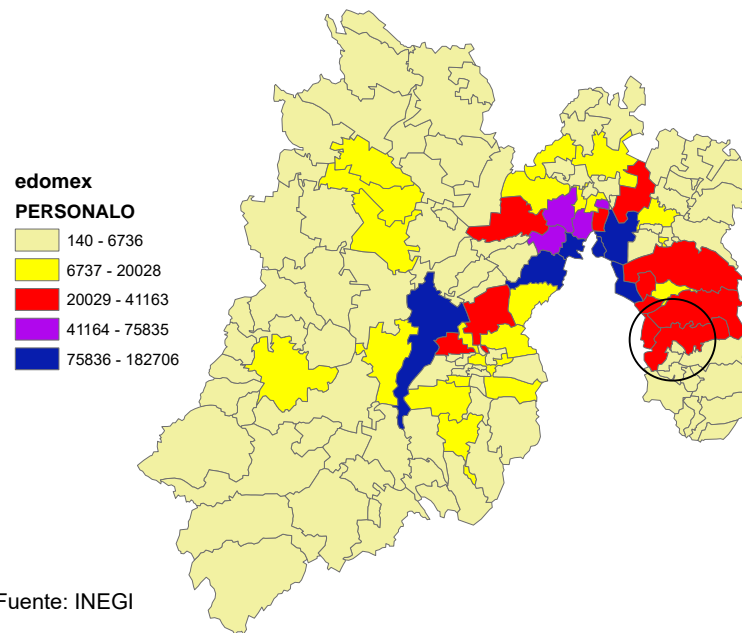 edomex
PERSONALO
140 - 6736
6737 - 20028
20029 - 41163
41164 - 75835
75836 - 182706
Fuente: INEGI